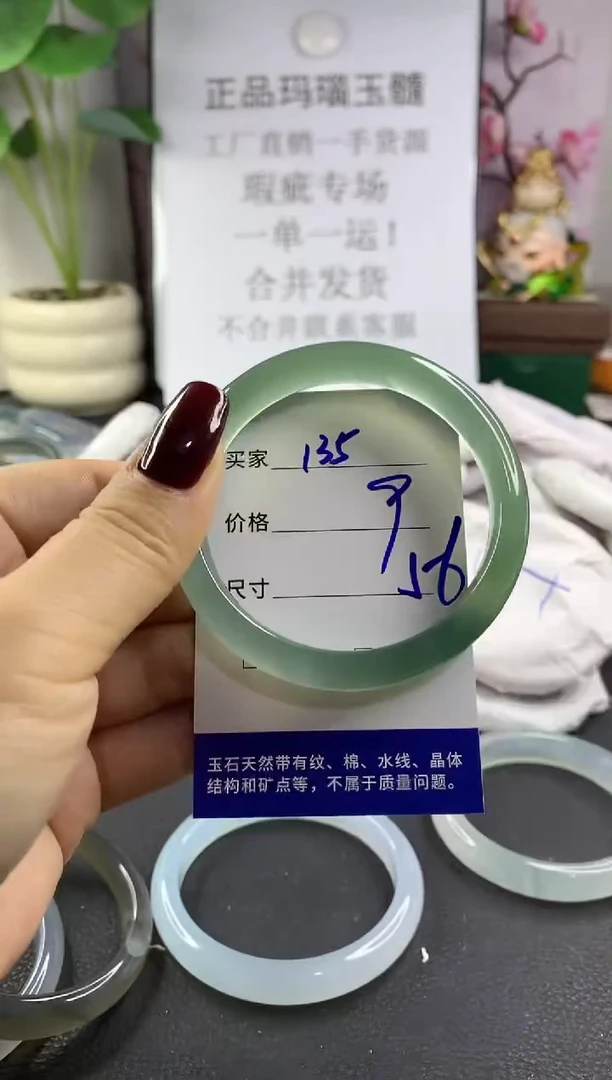 正品玛瑙玉髓
工厂直销一手货源
瑕疵专场
一单一运!
合并发货
不合并联系客服
买家 135
价格
尺寸 56
玉石天然带有纹、棉、水线、晶体
结构和矿点等，不属于质量问题。